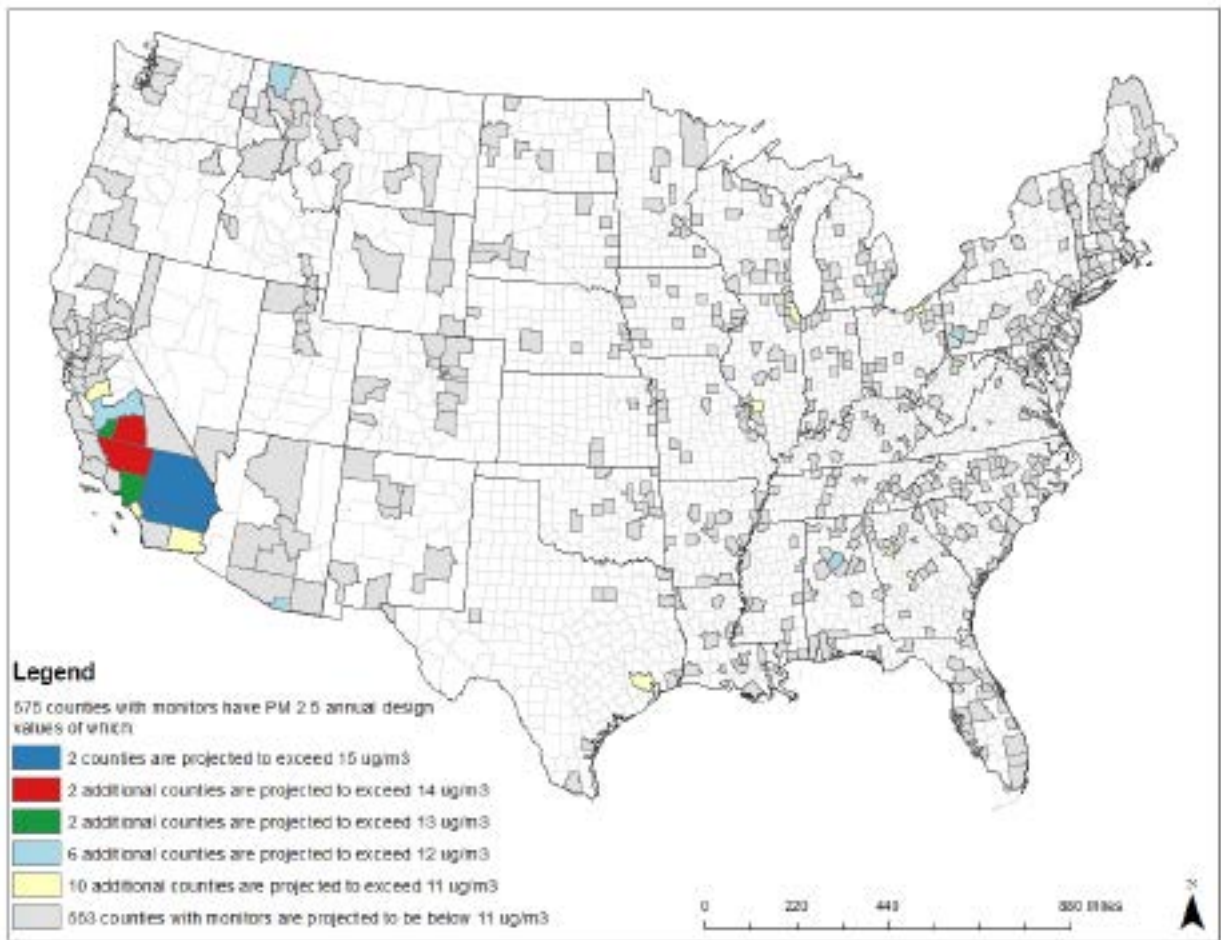 Legend
575 counties with monitors have PM 2.5 annual design
values of which:
2 counties are projected to exceed 15 ug/m3
2 additional counties are projected to exceed 14 ug/m3
2 additional counties are projected to exceed 13 ug/m3
6 additional counties are projected to exceed 12 ug/m3
10 additional counties are projected to exceed 11 ug/m3
553 counties with monitors are projected to be below 11 ug/m3
0 220 440 880 Miles